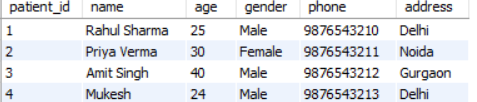 patient_id name age gender phone address
1 Rahul Sharma 25 Male 9876543210 Delhi
2 Priya Verma 30 Female 9876543211 Noida
3 Amit Singh 40 Male 9876543212 Gurgaon
4 Mukesh 24 Male 9876543213 Delhi